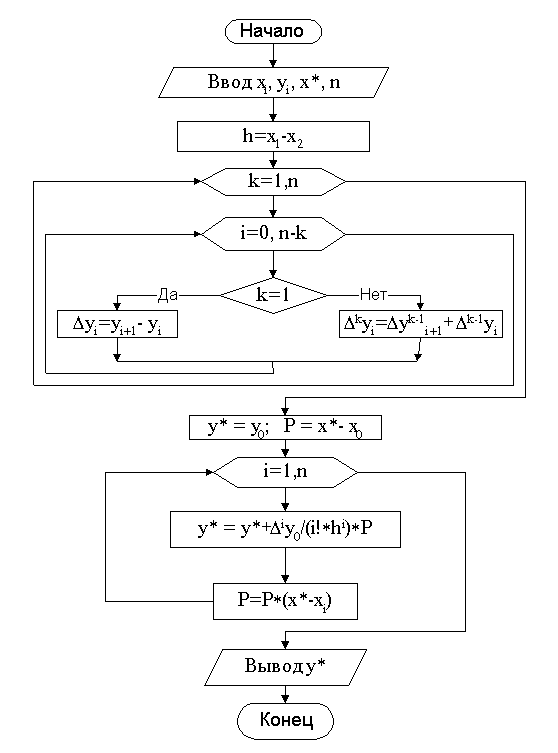 Начало
Ввод xᵢ, yᵢ, x*, n
h=x₁-x₂
k=1,n
i=0, n-k
Да k=1 Нет
Δyᵢ=yᵢ₊₁- yᵢ Δᵏyᵢ=Δyᵏ⁻¹ᵢ₊₁+Δᵏ⁻¹yᵢ
y* = y₀; P = x*- x₀
i=1,n
y* = y*+Δⁱy₀/(i!*hⁱ)*P
P=P*(x*-xᵢ)
Вывод y*
Конец